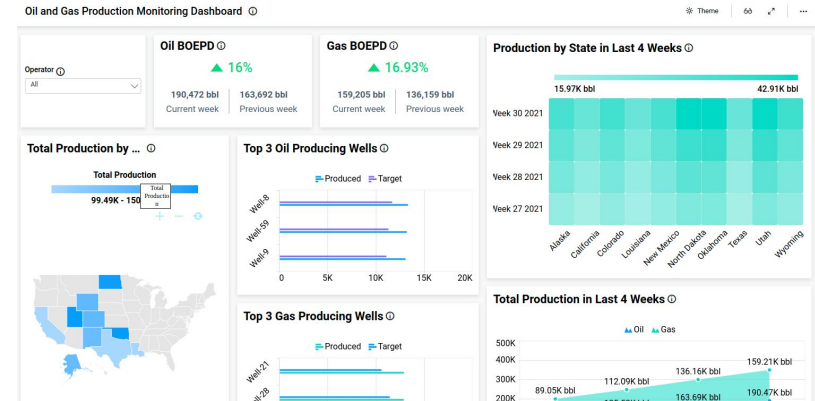 Oil and Gas Production Monitoring Dashboard
Theme
Operator
All
Oil BOEPD
16%
190,472 bbl
163,692 bbl
Current week
Previous week
Gas BOEPD
16.93%
159,205 bbl
136,159 bbl
Current week
Previous week
Production by State in Last 4 Weeks
15.97K bbl
42.91K bbl
Week 30 2021
Week 29 2021
Week 28 2021
Week 27 2021
Alaska
California
Colorado
Louisiana
New Mexico
North Dakota
Oklahoma
Texas
Utah
Wyoming
Total Production by ...
Total Production
99.49K - 150
Total
Productio
n
Top 3 Oil Producing Wells
Produced
Target
Well-8
Well-59
Well-9
0
5K
10K
15K
20K
Top 3 Gas Producing Wells
Produced
Target
Well-21
Total Production in Last 4 Weeks
Oil
Gas
500K
400K
300K
200K
89.05K bbl
112.09K bbl
136.16K bbl
159.21K bbl
163.69K bbl
190.47K bbl